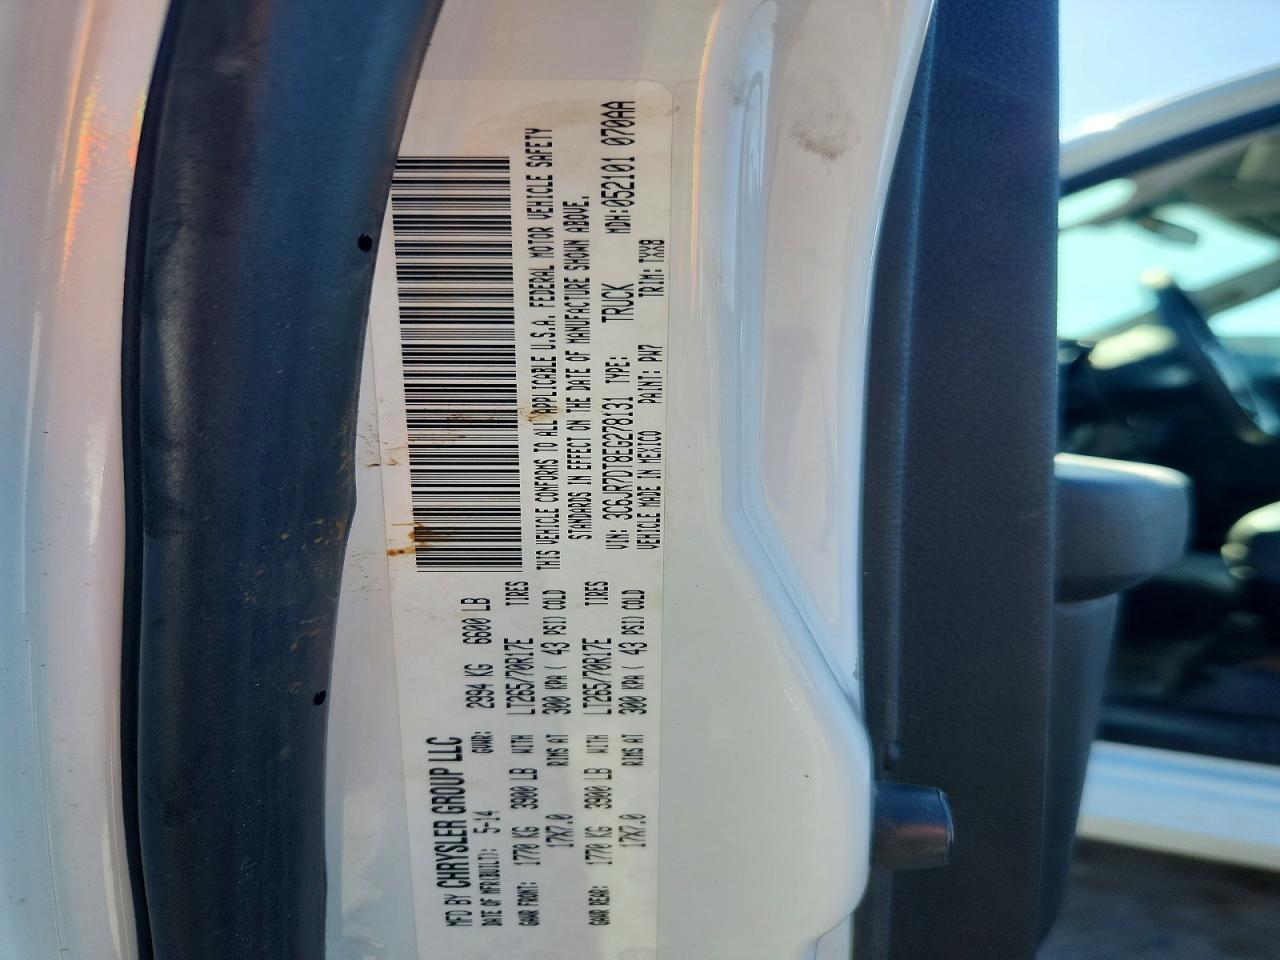 MFD BY CHRYSLER GROUP LLC
DATE OF MFR(BUILT): 5-14 GVWR: 2994 KG 6600 LB
GAWR FRONT: 1770 KG 3900 LB WITH LT265/70R17E TIRES
17X7.0 RIMS AT 300 KPA ( 43 PSI) COLD
GAWR REAR: 1770 KG 3900 LB WITH LT265/70R17E TIRES
17X7.0 RIMS AT 300 KPA ( 43 PSI) COLD
THIS VEHICLE CONFORMS TO ALL APPLICABLE U.S.A. FEDERAL MOTOR VEHICLE SAFETY
STANDARDS IN EFFECT ON THE DATE OF MANUFACTURE SHOWN ABOVE.
VIN: 3C6JR7DT8EG278131 TYPE: TRUCK MDH:052101 070AA
VEHICLE MADE IN MEXICO PAINT: PW7 TRIM: TXX8